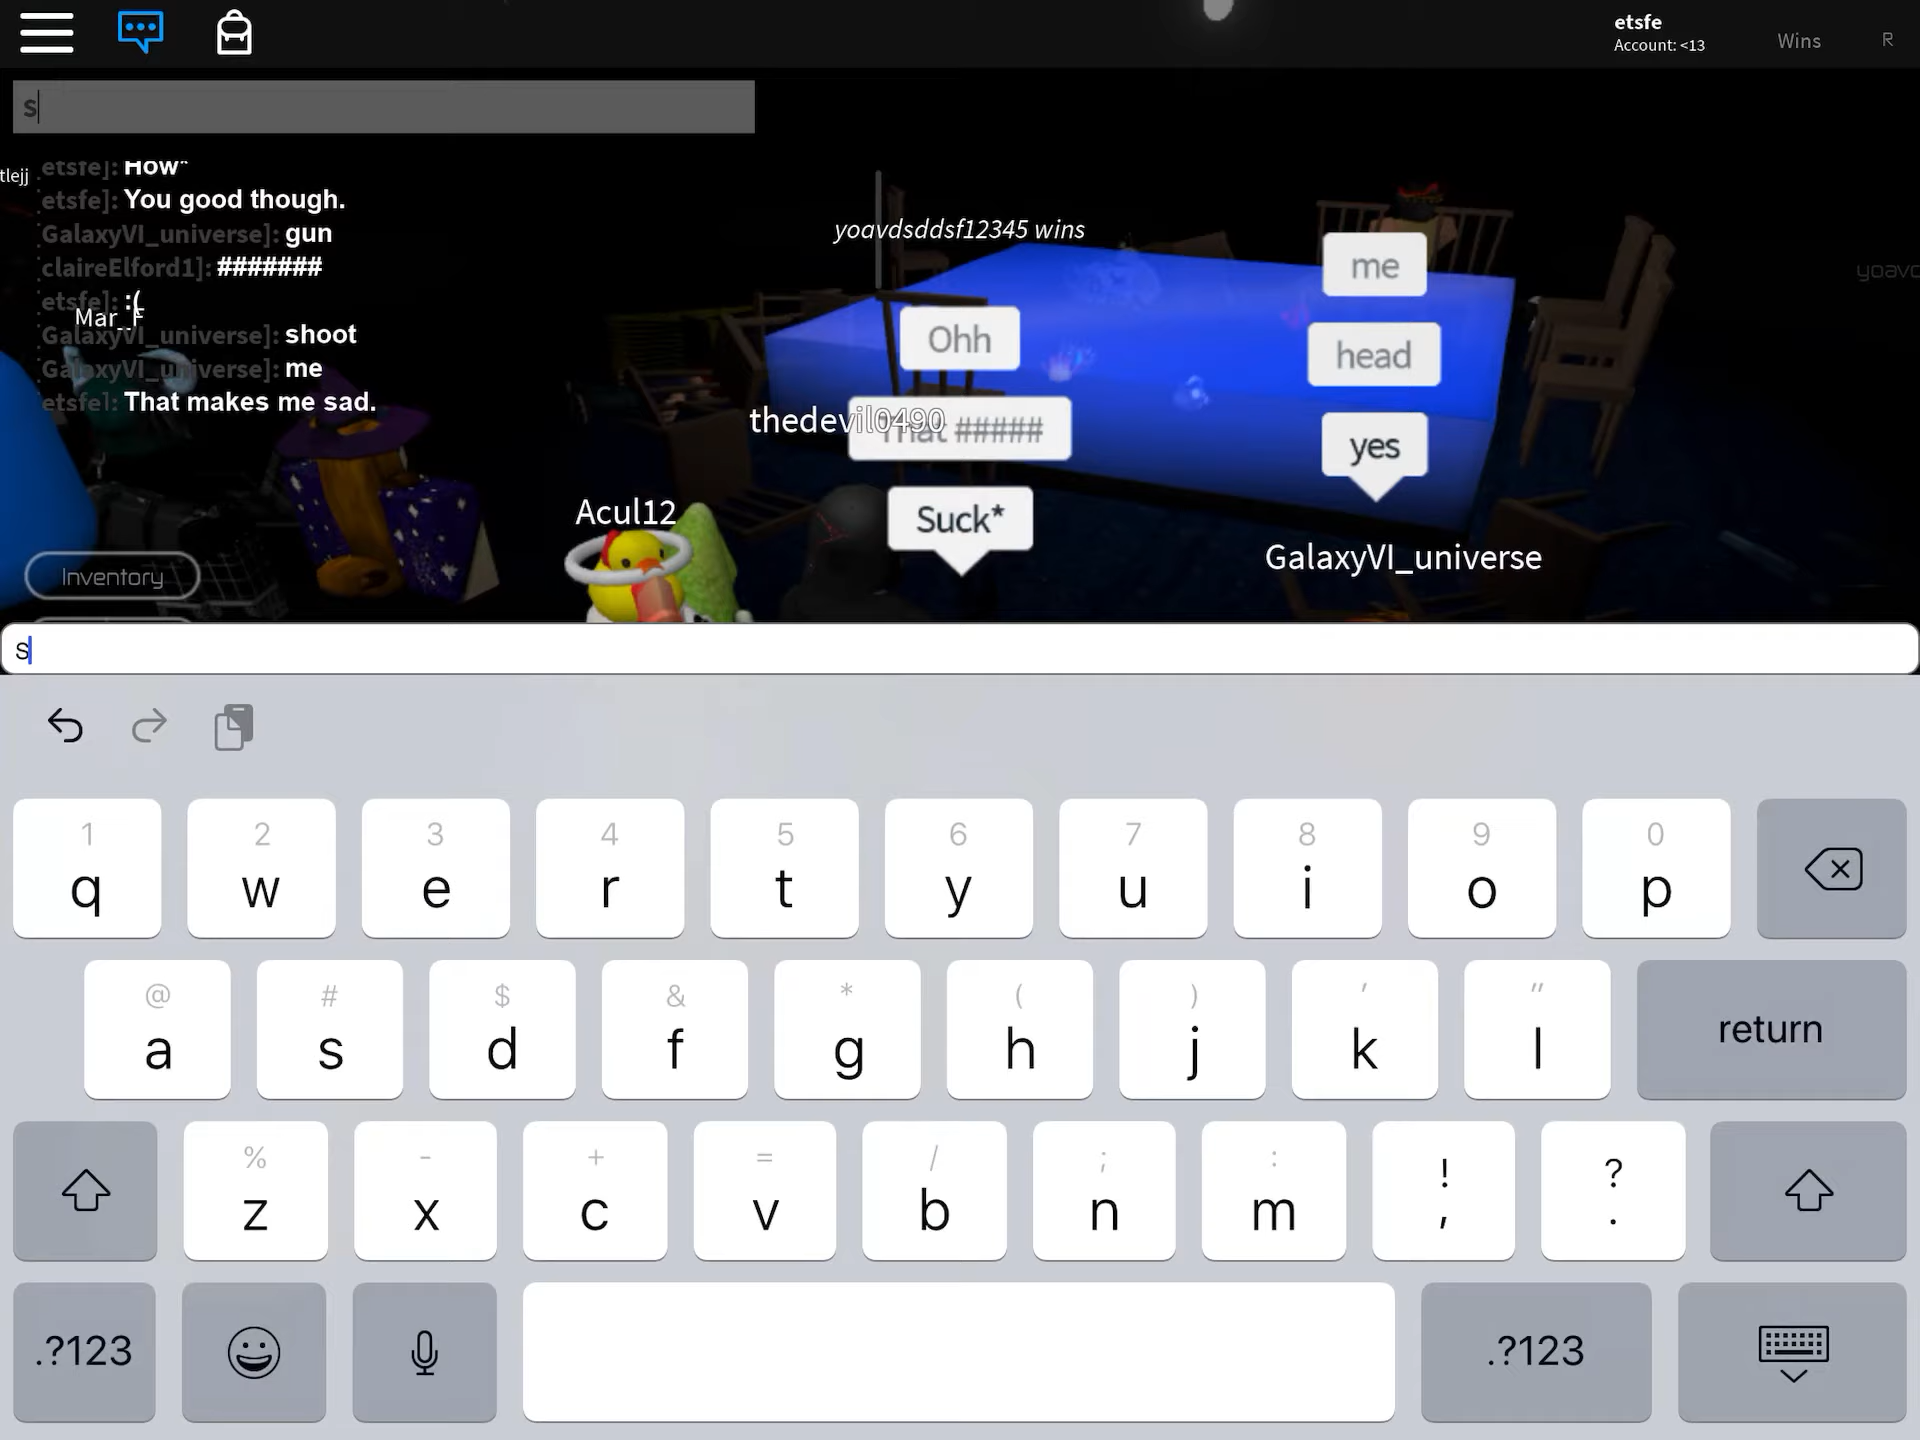 etsfe
Account: <13
Wins
R
s
etsfe]: How*
tlejj
etsfe]: You good though.
GalaxyVI_universe]: gun
claireElford1]: #######
etsfe]: :(
Mar_F
GalaxyVI_universe]: shoot
GalaxyVI_universe]: me
etsfe]: That makes me sad.
yoavdsddsf12345 wins
me
yoavd
Ohh
head
thedevil0490
That #####
yes
Acul12
Suck*
GalaxyVI_universe
Inventory
s
1 2 3 4 5 6 7 8 9 0
q w e r t y u i o p
@ # $ & * ( ) ' "
a s d f g h j k l return
% - + = / ; : ! ?
z x c v b n m , .
.?123 .?123